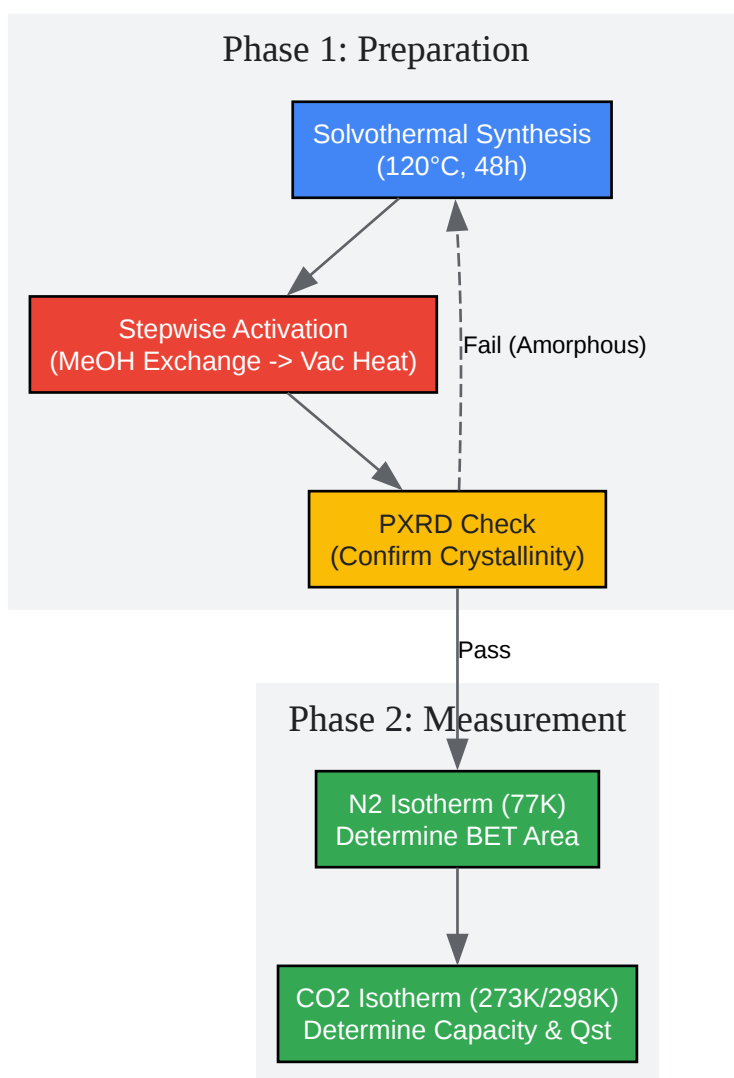 Phase 1: Preparation
Solvothermal Synthesis
(120°C, 48h)
Stepwise Activation
(MeOH Exchange -> Vac Heat)
Fail (Amorphous)
PXRD Check
(Confirm Crystallinity)
Pass
Phase 2: Measurement
N2 Isotherm (77K)
Determine BET Area
CO2 Isotherm (273K/298K)
Determine Capacity & Qst